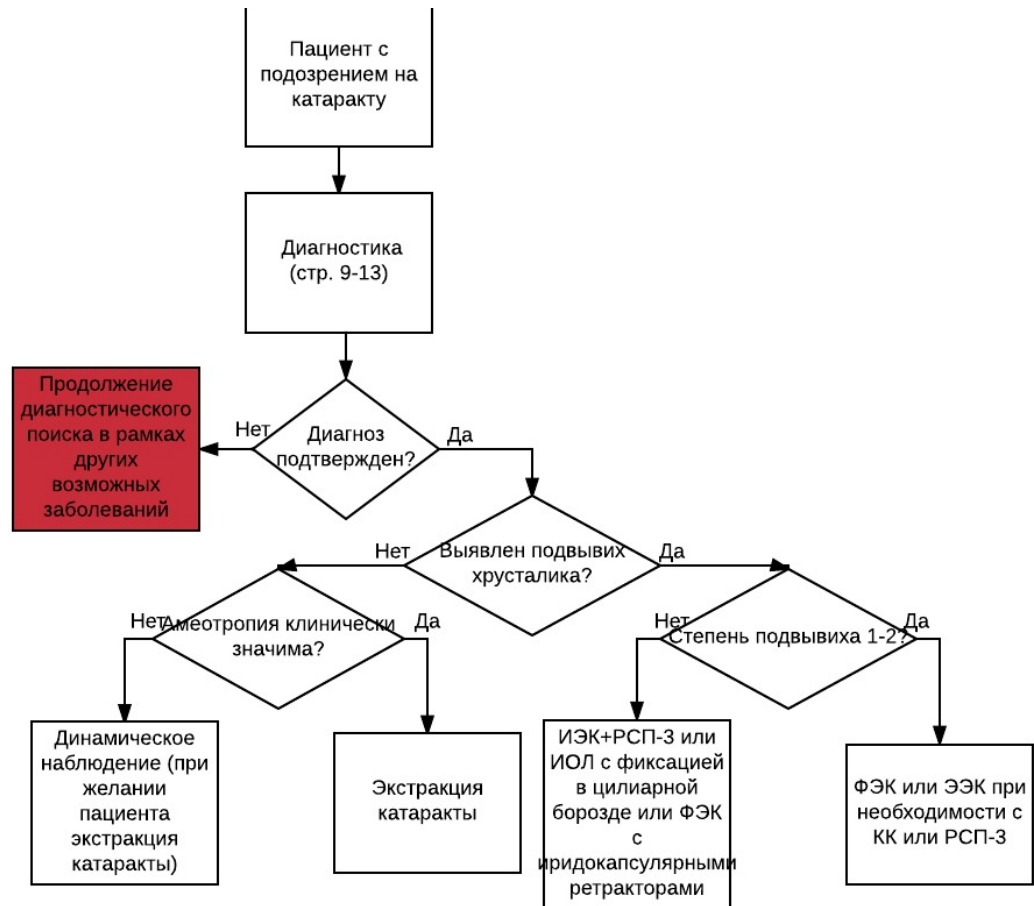 Пациент с
подозрением на
катаракту
Диагностика
(стр. 9-13)
Диагноз
подтвержден?
Нет
Да
Продолжение
диагностического
поиска в рамках
других
возможных
заболеваний
Выявлен подвывих
хрусталика?
Нет
Да
Амеотропия клинически
значима?
Нет
Да
Степень подвывиха 1-2?
Нет
Да
Динамическое
наблюдение (при
желании
пациента
экстракция
катаракты)
Экстракция
катаракты
ИЭК+РСП-3 или
ИОЛ с фиксацией
в цилиарной
борозде или ФЭК
с
иридокапсулярными
ретракторами
ФЭК или ЭЭК при
необходимости с
КК или РСП-3